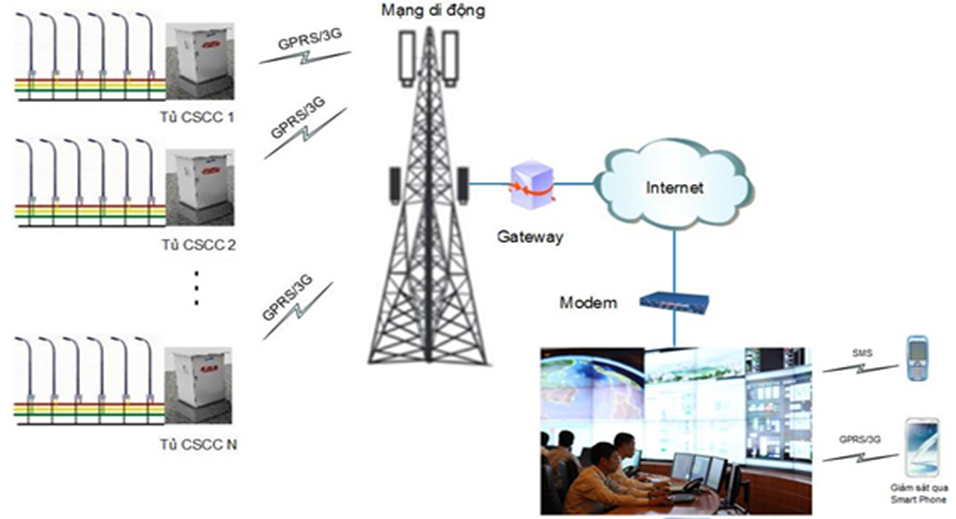 Mạng di động
GPRS/3G
Tủ CSCC 1
GPRS/3G
Tủ CSCC 2
Internet
Gateway
GPRS/3G
Modem
Tủ CSCC N
SMS
GPRS/3G
Giám sát qua
Smart Phone